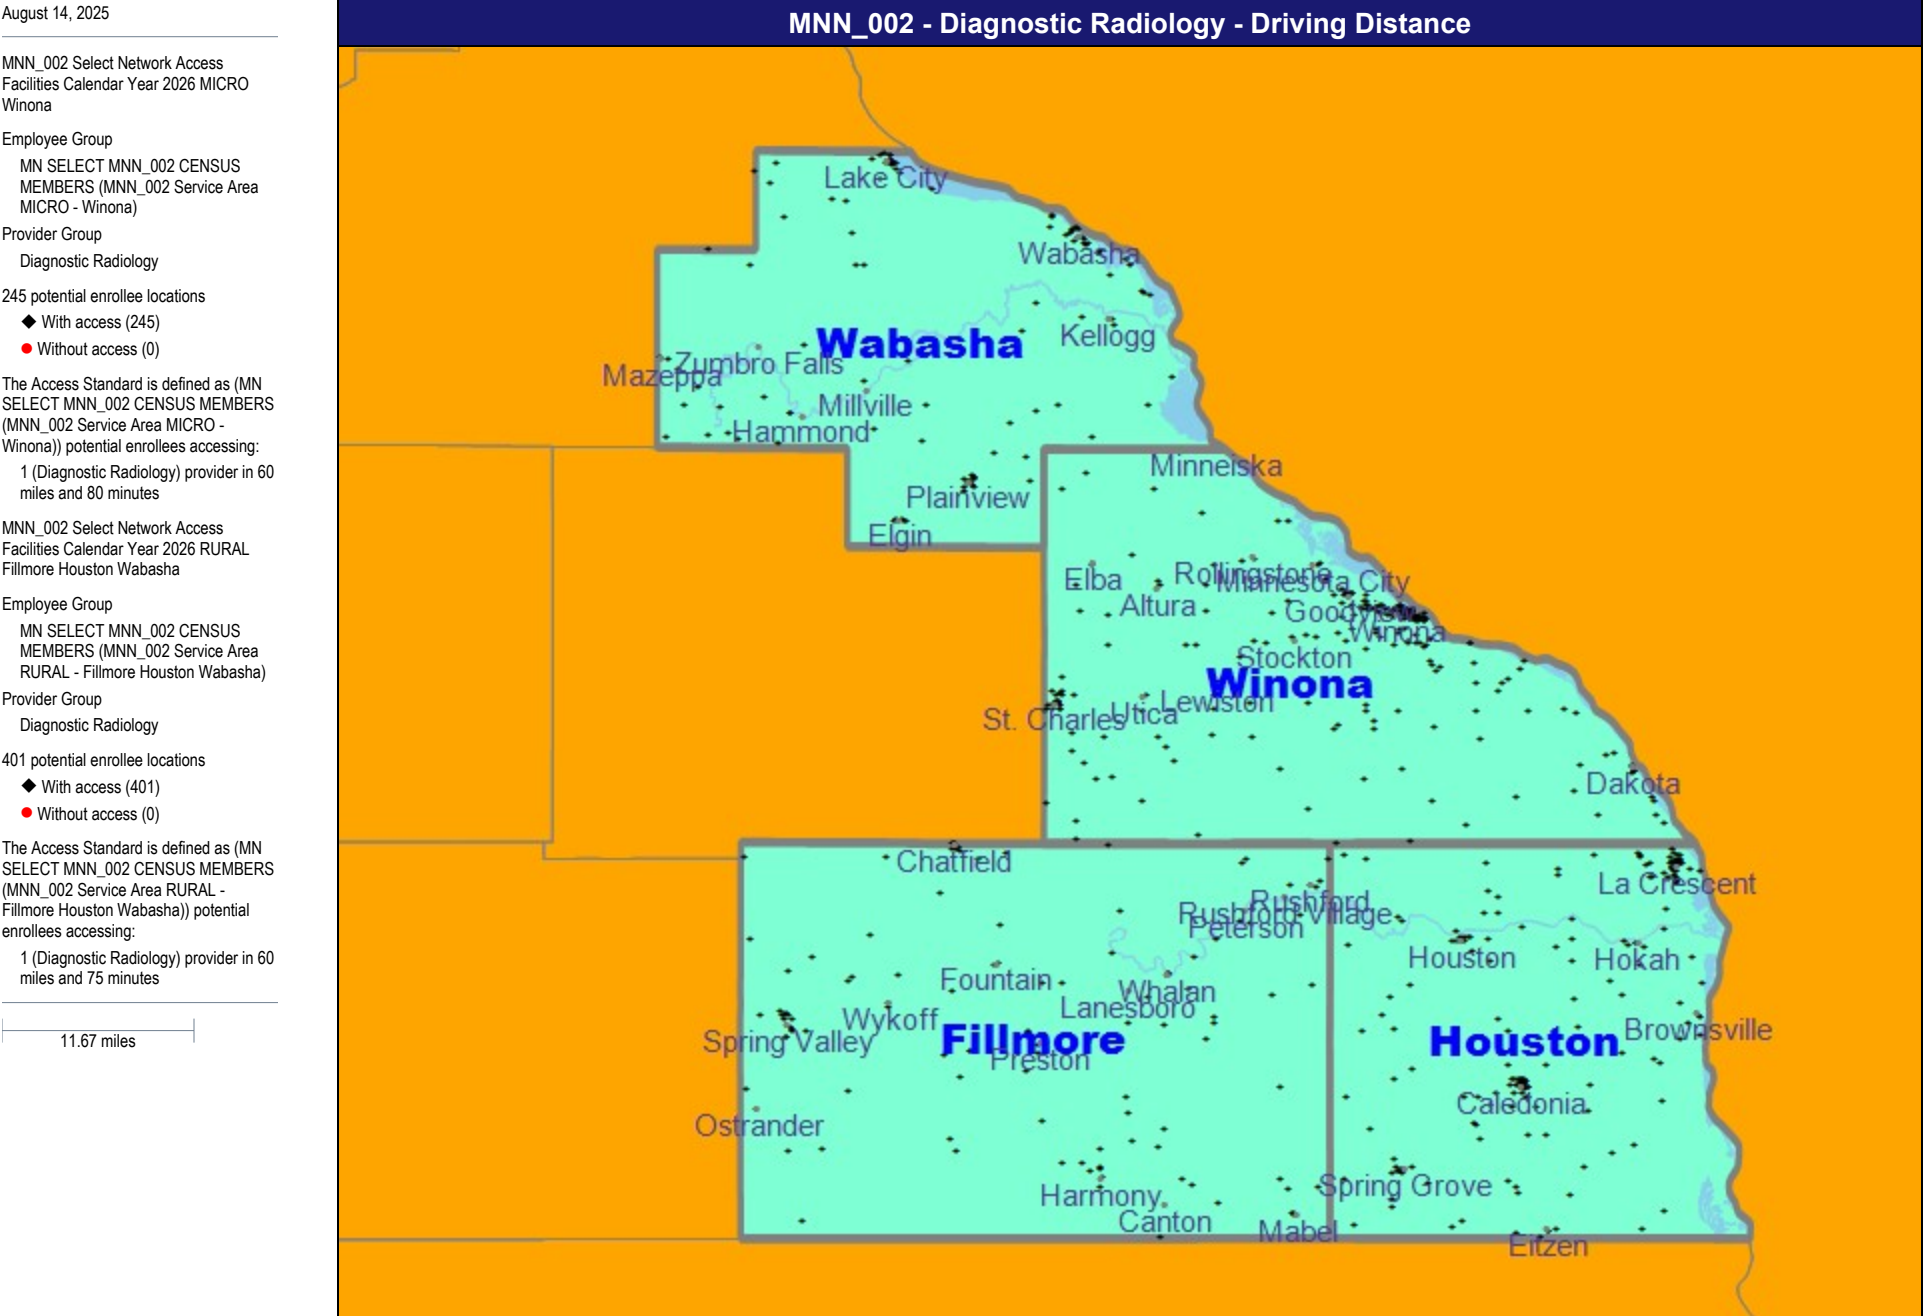 August 14, 2025
MNN_002 Select Network Access
Facilities Calendar Year 2026 MICRO
Winona
Employee Group
MN SELECT MNN_002 CENSUS
MEMBERS (MNN_002 Service Area
MICRO - Winona)
Provider Group
Diagnostic Radiology
245 potential enrollee locations
With access (245)
Without access (0)
The Access Standard is defined as (MN
SELECT MNN_002 CENSUS MEMBERS
(MNN_002 Service Area MICRO -
Winona)) potential enrollees accessing:
1 (Diagnostic Radiology) provider in 60
miles and 80 minutes
MNN_002 Select Network Access
Facilities Calendar Year 2026 RURAL
Fillmore Houston Wabasha
Employee Group
MN SELECT MNN_002 CENSUS
MEMBERS (MNN_002 Service Area
RURAL - Fillmore Houston Wabasha)
Provider Group
Diagnostic Radiology
401 potential enrollee locations
With access (401)
Without access (0)
The Access Standard is defined as (MN
SELECT MNN_002 CENSUS MEMBERS
(MNN_002 Service Area RURAL -
Fillmore Houston Wabasha)) potential
enrollees accessing:
1 (Diagnostic Radiology) provider in 60
miles and 75 minutes
11.67 miles
MNN_002 - Diagnostic Radiology - Driving Distance
Lake City
Wabasha
Kellogg
Wabasha
Zumbro Falls
Mazeppa
Millville
Hammond
Minneiska
Plainview
Elgin
Elba
Rollingstone
Minnesota City
Altura
Goodview
Winona
Stockton
Winona
Lewiston
Utica
St. Charles
Dakota
Chatfield
La Crescent
Rushford
Rushford Village
Peterson
Houston
Hokah
Fountain
Whalan
Lanesboro
Wykoff
Spring Valley
Fillmore
Preston
Houston
Brownsville
Caledonia
Ostrander
Spring Grove
Harmony
Canton
Mabel
Eitzen